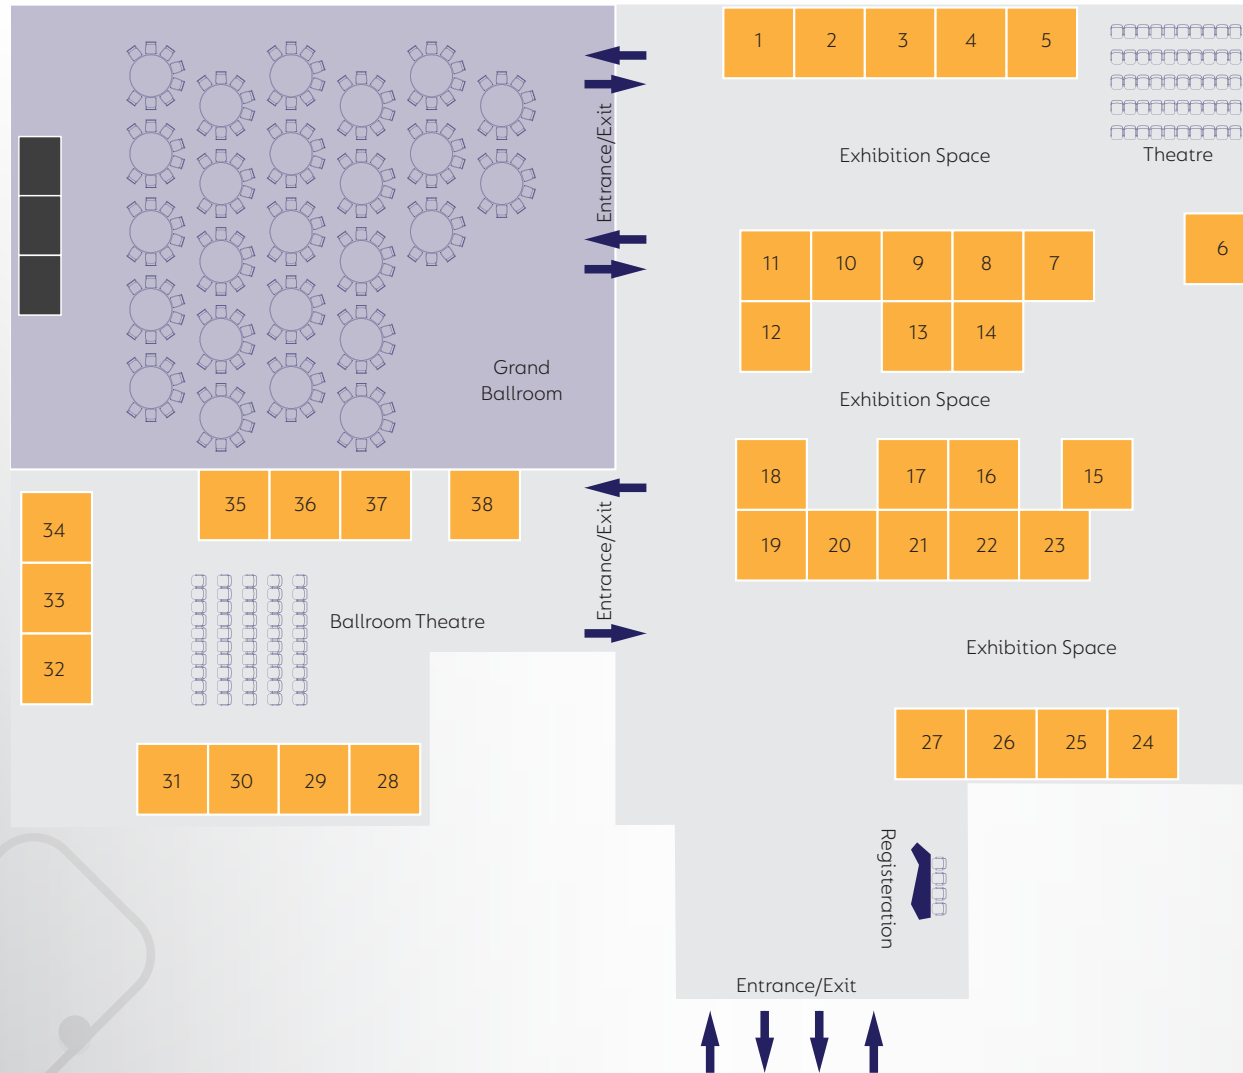 1 2 3 4 5
Entrance/Exit
Exhibition Space
Theatre
6
11 10 9 8 7
12 13 14
Grand
Ballroom
Exhibition Space
18 17 16 15
19 20 21 22 23
35 36 37 38
34
33
32
Entrance/Exit
Ballroom Theatre
Exhibition Space
27 26 25 24
31 30 29 28
Registeration
Entrance/Exit